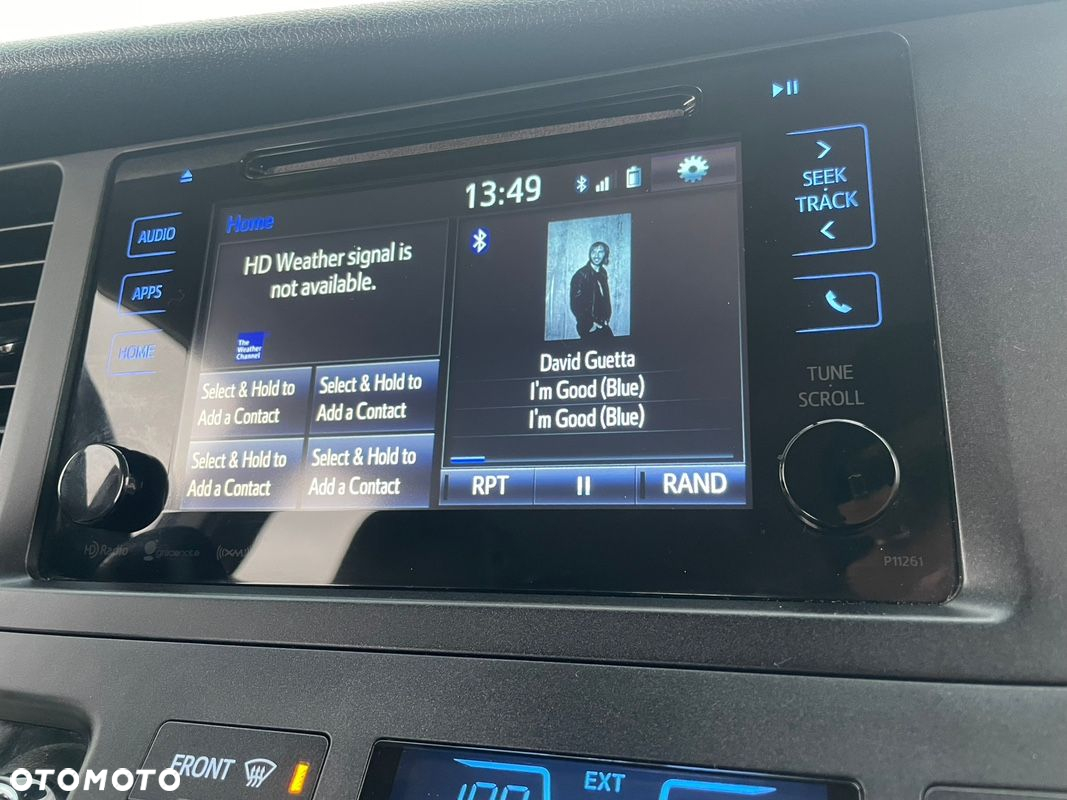 SEEK
TRACK
13:49
AUDIO
Home
HD Weather signal is
not available.
APPS
HOME
The
Weather
Channel
David Guetta
I'm Good (Blue)
I'm Good (Blue)
TUNE
SCROLL
Select & Hold to
Add a Contact
Select & Hold to
Add a Contact
Select & Hold to
Add a Contact
Select & Hold to
Add a Contact
RPT
RAND
HD Radio
gracenote
XM
P11261
FRONT
EXT
OTOMOTO